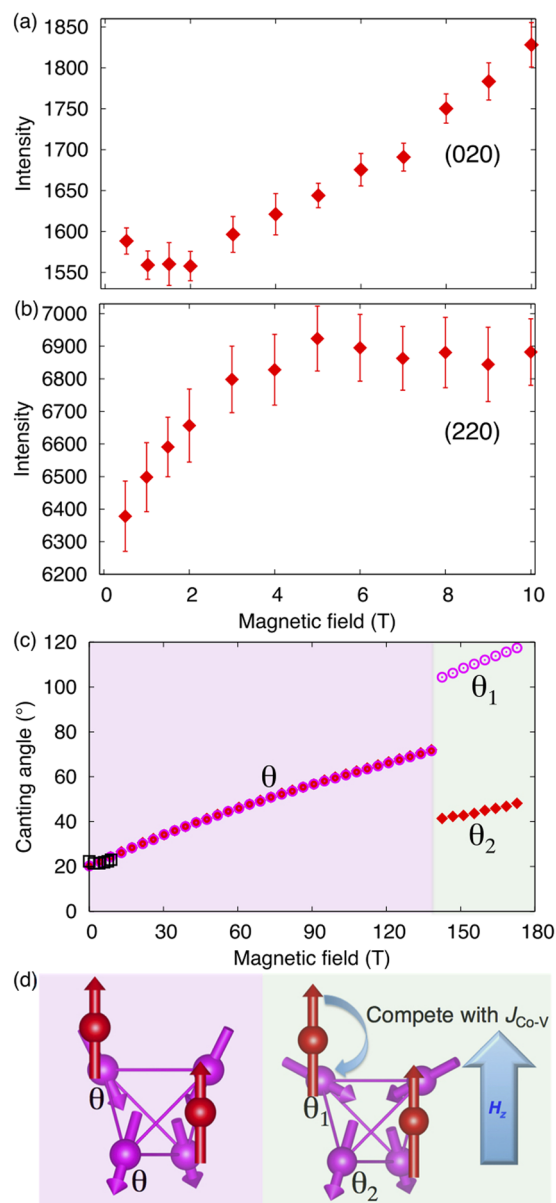 (a)
1850
1800
1750
1700
1650
1600
1550
Intensity
(020)
(b)
7000
6900
6800
6700
6600
6500
6400
6300
6200
Intensity
(220)
0 2 4 6 8 10
Magnetic field (T)
(c)
120
100
80
60
40
20
0
Canting angle (°)
θ
θ1
θ2
0 30 60 90 120 150 180
Magnetic field (T)
(d)
Compete with JCo-V
θ
θ1
Hz
θ
θ2